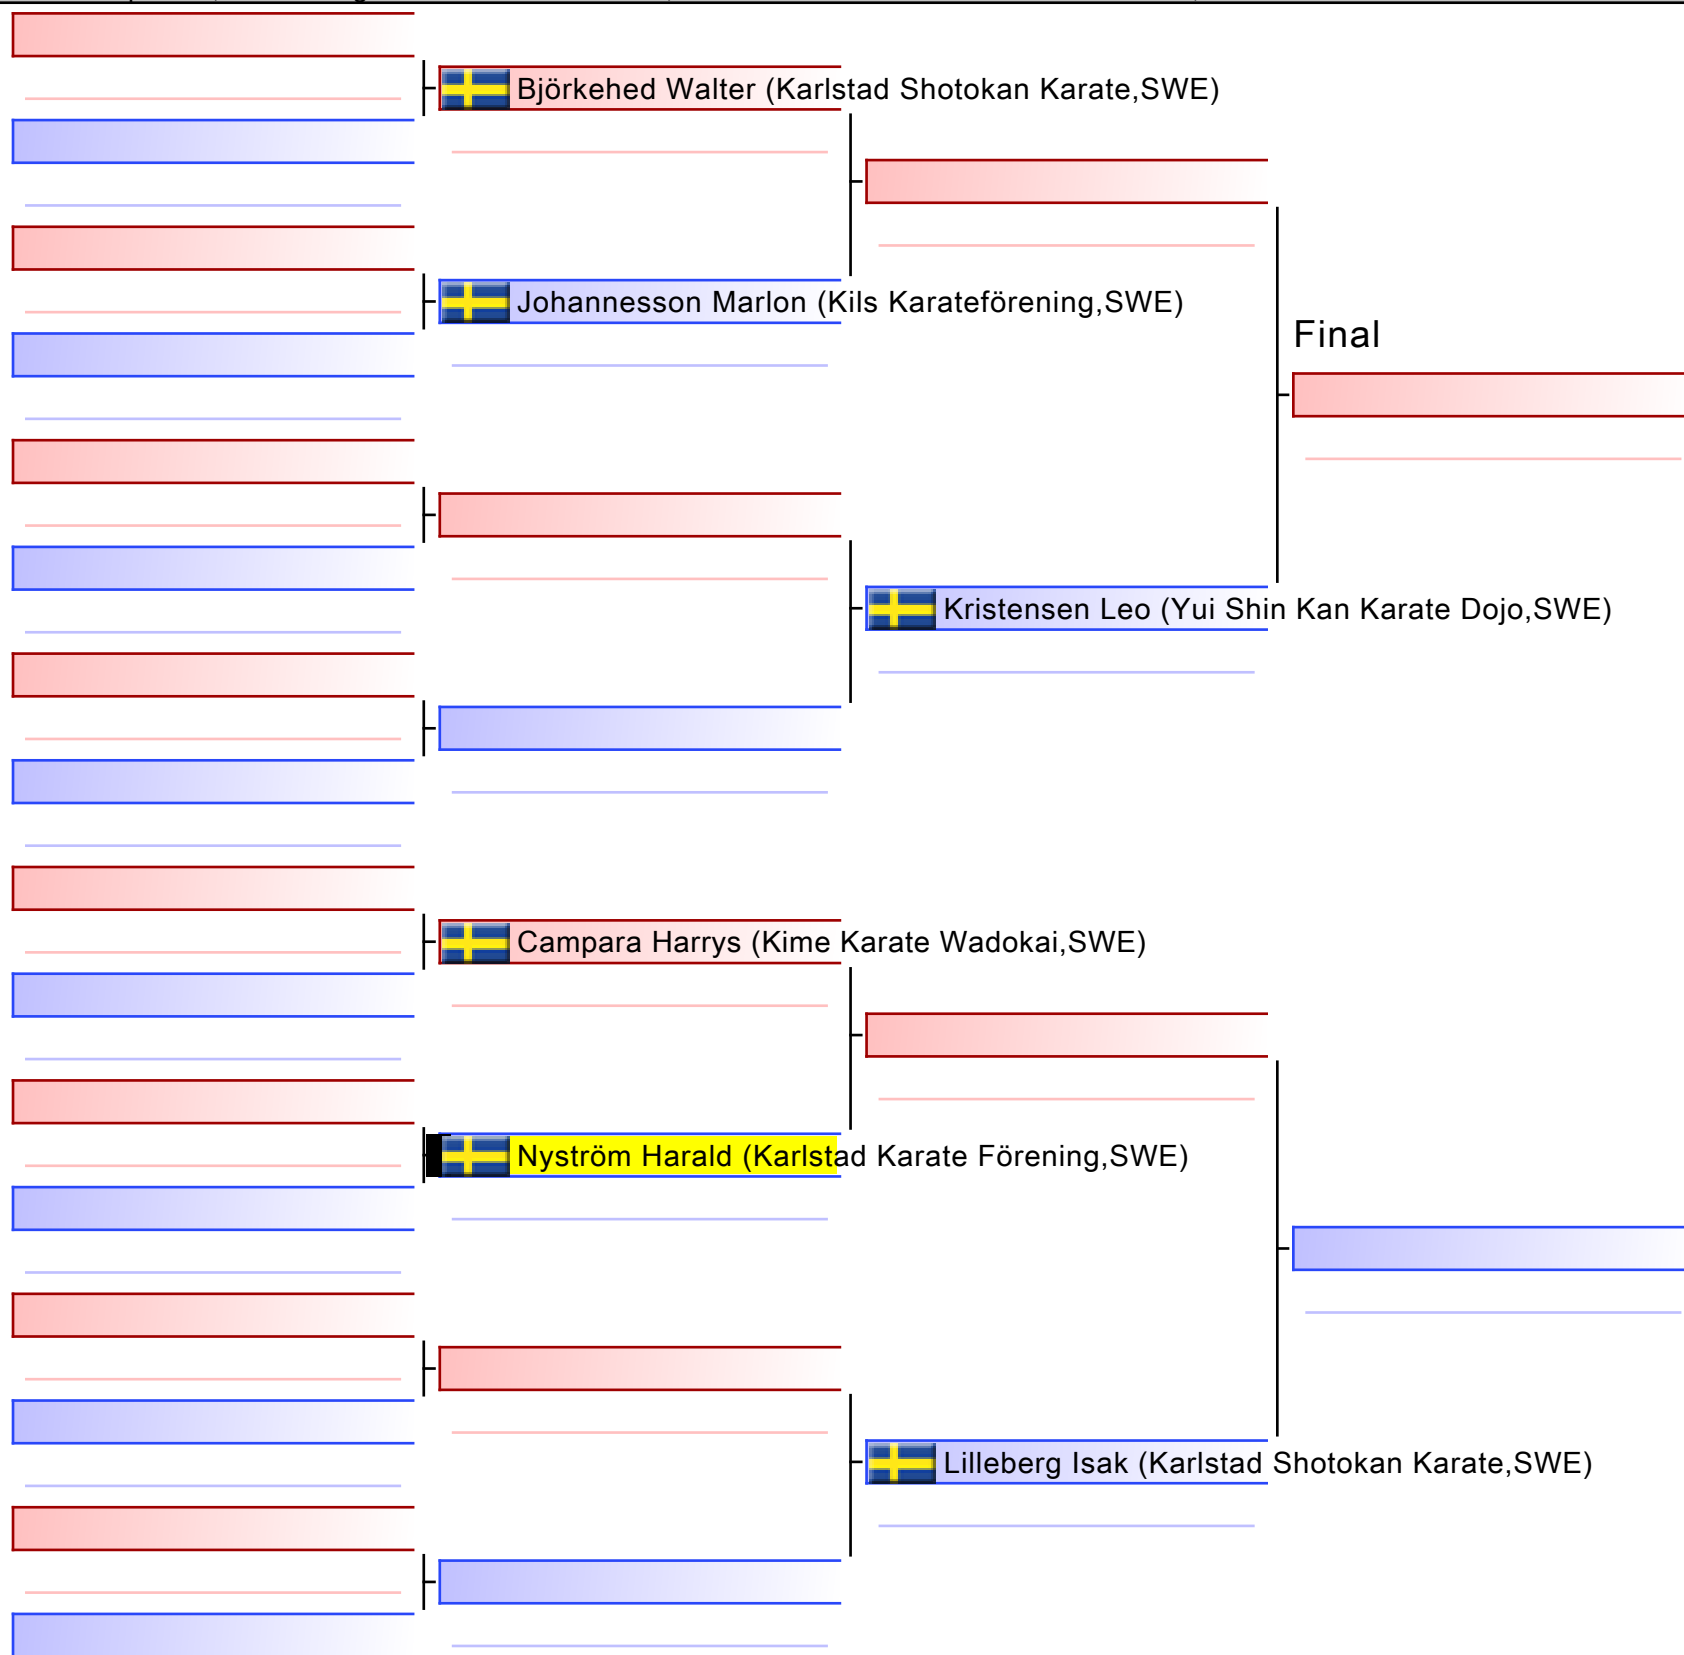 Björkehed Walter (Karlstad Shotokan Karate,SWE)
Johannesson Marlon (Kils Karateförening,SWE)
Final
Kristensen Leo (Yui Shin Kan Karate Dojo,SWE)
Campara Harrys (Kime Karate Wadokai,SWE)
Nyström Harald (Karlstad Karate Förening,SWE)
Lilleberg Isak (Karlstad Shotokan Karate,SWE)